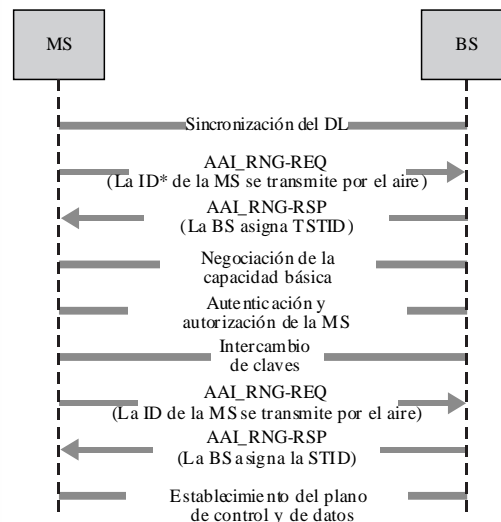 MS
BS
Sincronización del DL
AAI_RNG-REQ
(La ID* de la MS se transmite por el aire)
AAI_RNG-RSP
(La BS asigna TSTID)
Negociación de la
capacidad básica
Autenticación y
autorización de la MS
Intercambio
de claves
AAI_RNG-REQ
(La ID de la MS se transmite por el aire)
AAI_RNG-RSP
(La BS asigna la STID)
Establecimiento del plano
de control y de datos